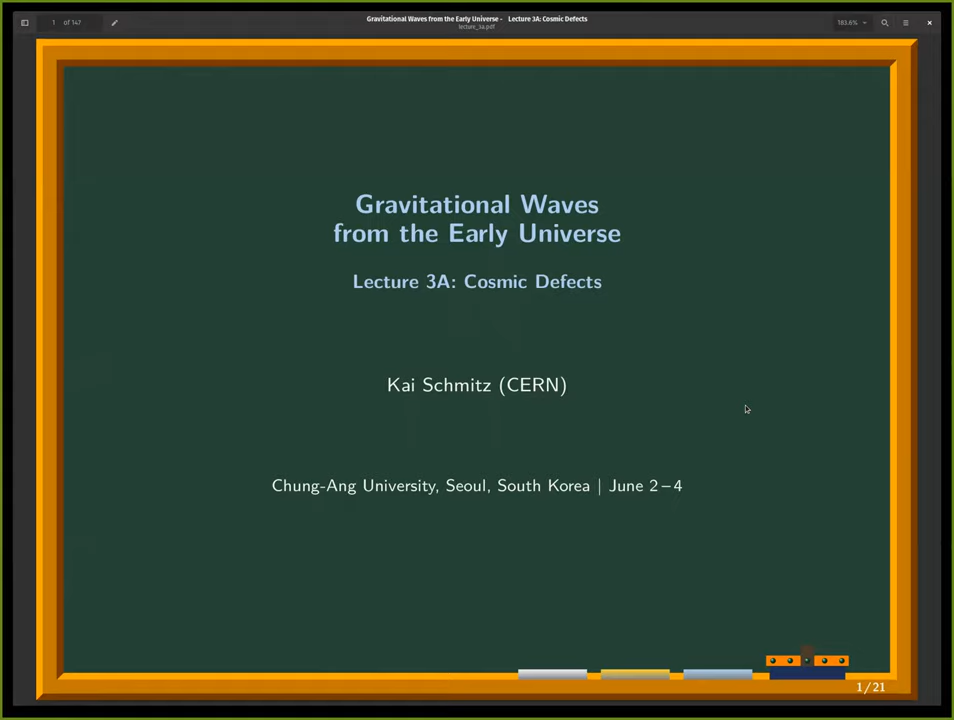 1 of 147
Gravitational Waves from the Early Universe - Lecture 3A: Cosmic Defects
lecture_3a.pdf
183.6%
Gravitational Waves
from the Early Universe
Lecture 3A: Cosmic Defects
Kai Schmitz (CERN)
Chung-Ang University, Seoul, South Korea | June 2 – 4
1/21